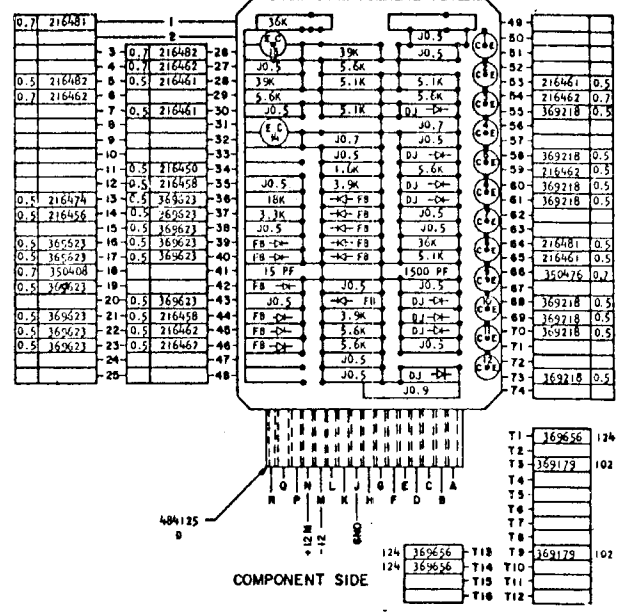 0.7 216481 1 36K 49
2 J0.5 50
3 0.7 216482 26 39K J0.5 51
4 0.7 216462 27 J0.5 5.6K 52
0.5 216482 5 0.5 216461 28 39K 5.1K 5.1K 53 216461 0.5
0.7 216462 6 29 5.6K 5.6K 54 216462 0.7
7 0.5 216461 30 J0.5 5.1K DJ 55 369218 0.5
8 31 J0.7 56
9 32 J0.7 J0.5 57
10 33 J0.5 DJ 58 369218 0.5
11 0.5 216450 34 1.6K 5.6K 59 216462 0.5
12 0.5 216458 35 J0.5 3.9K DJ 60 369218 0.5
0.5 216474 13 0.5 369623 36 18K FB DJ 61 369218 0.5
0.5 216456 14 0.5 369623 37 3.3K FB J0.5 62
15 0.5 369623 38 J0.5 FB J0.5 63
0.5 369623 16 0.5 369623 39 FB FB 36K 64 216481 0.5
0.5 369623 17 0.5 369623 40 FB FB 5.1K 65 216461 0.5
0.7 350408 18 41 15 PF 1500 PF 66 350476 0.7
0.5 369623 19 42 FB J0.5 J0.5 67
20 0.5 369623 43 J0.5 DJ 68 369218 0.5
0.5 369623 21 0.5 216458 44 FB 3.9K DJ 69 369218 0.5
0.5 369623 22 0.5 216462 45 FB 5.6K DJ 70 369218 0.5
0.5 369623 23 0.5 216462 46 FB 5.6K J0.5 71
24 47 J0.5 72
25 48 J0.5 DJ 73 369218 0.5
J0.9 74
T1 369656 124
T2
T3 369179 102
T4
T5
T6
T7
T8
T9 369179 102
T10
T11
T12
R Q P N M L K J H G F E D C B A
484125
D
+12M
-12
GND
124 369656 T13
124 369656 T14
T15
T16
COMPONENT SIDE